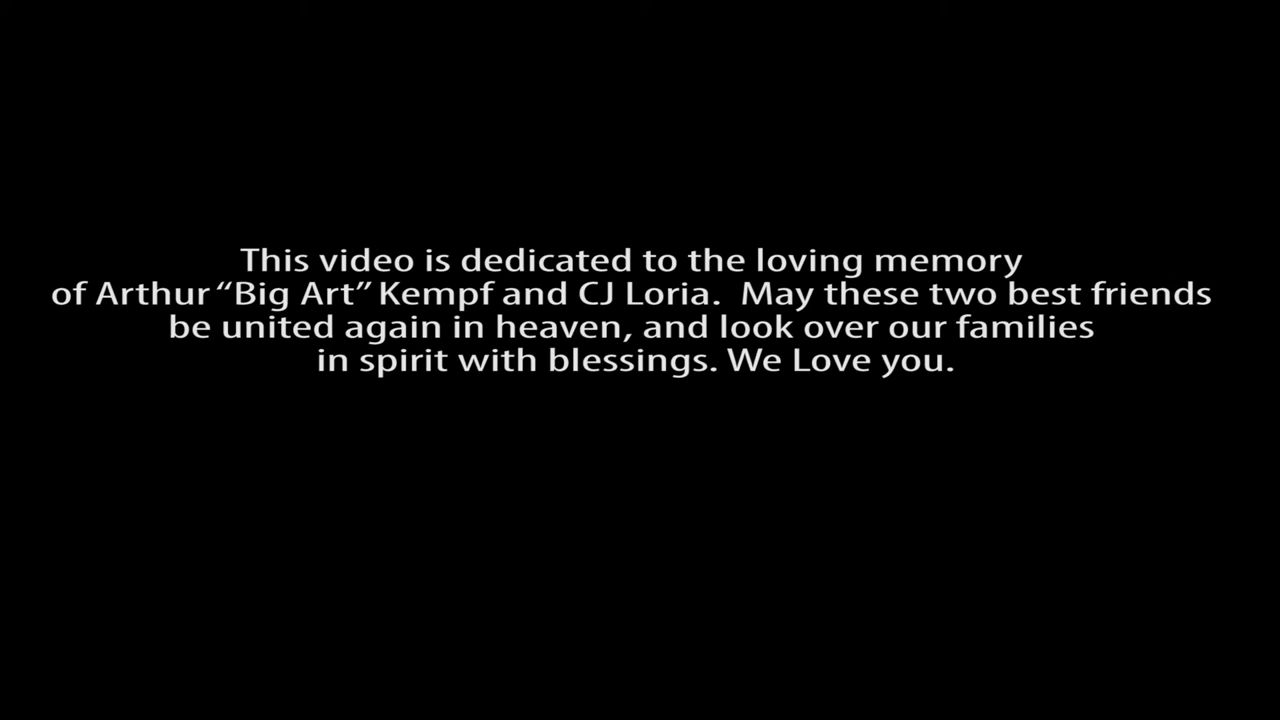 This video is dedicated to the loving memory
of Arthur “Big Art” Kempf and CJ Loria.  May these two best friends
be united again in heaven, and look over our families
in spirit with blessings. We Love you.